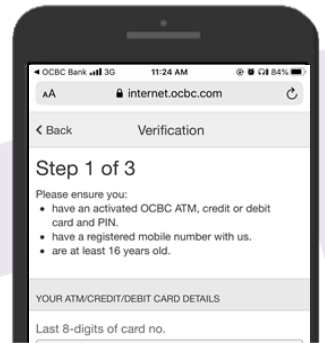 ◀ OCBC Bank 3G 11:24 AM 84%
AA internet.ocbc.com
< Back Verification
Step 1 of 3
Please ensure you:
• have an activated OCBC ATM, credit or debit
card and PIN.
• have a registered mobile number with us.
• are at least 16 years old.
YOUR ATM/CREDIT/DEBIT CARD DETAILS
Last 8-digits of card no.